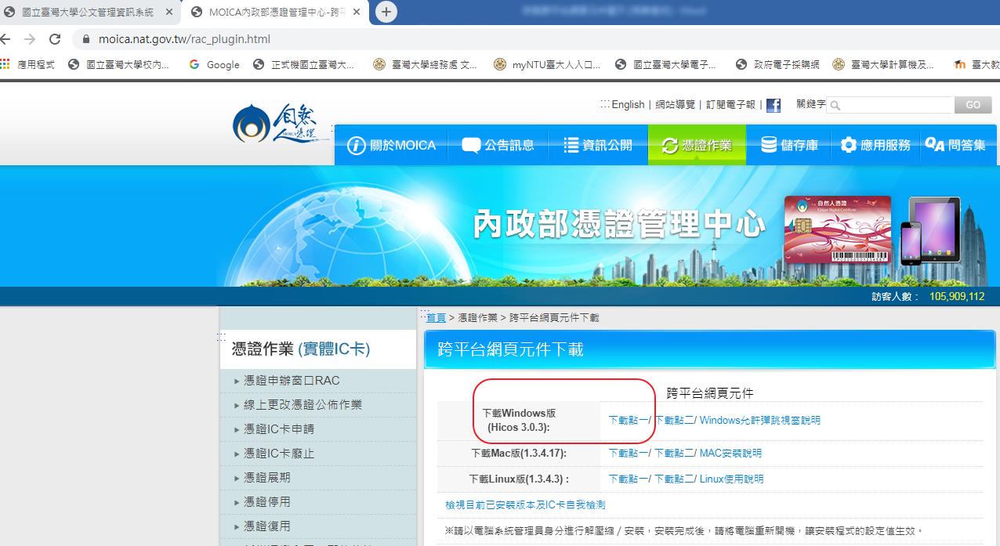 國立臺灣大學公文管理資訊系統
MOICA內政部憑證管理中心-跨平
moica.nat.gov.tw/rac_plugin.html
應用程式 國立臺灣大學校內... Google 正式機國立臺灣大... 臺灣大學總務處 文... myNTU臺大人入口... 國立臺灣大學電子... 政府電子採購網 臺灣大學計算機及... 臺大教
自然人憑證
MOICA
English | 網站導覽 | 訂閱電子報 | 關鍵字 GO
關於MOICA 公告訊息 資訊公開 憑證作業 儲存庫 應用服務 QA 問答集
內政部憑證管理中心
自然人憑證
Citizen Digital Certificate
訪客人數： 105,909,112
首頁 > 憑證作業 > 跨平台網頁元件下載
憑證作業 (實體IC卡)
憑證申辦窗口RAC
線上更改憑證公佈作業
憑證IC卡申請
憑證IC卡廢止
憑證展期
憑證停用
憑證復用
跨平台網頁元件下載
跨平台網頁元件
下載Windows版
(Hicos 3.0.3):
下載點一/ 下載點二/ Windows允許彈跳視窗說明
下載Mac版(1.3.4.17): 下載點一/ 下載點二/ MAC安裝說明
下載Linux版(1.3.4.3) : 下載點一/ 下載點二/ Linux使用說明
檢視目前已安裝版本及IC卡自我檢測
※請以電腦系統管理員身分進行解壓縮 / 安裝，安裝完成後，請將電腦重新開機，讓安裝程式的設定值生效。